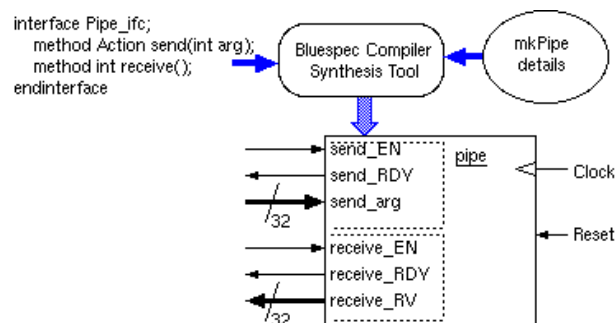 interface Pipe_ifc;
method Action send(int arg);
method int receive();
endinterface
Bluespec Compiler
Synthesis Tool
mkPipe
details
send_EN
send_RDY
send_arg
32
pipe
Clock
Reset
receive_EN
receive_RDY
receive_RV
32